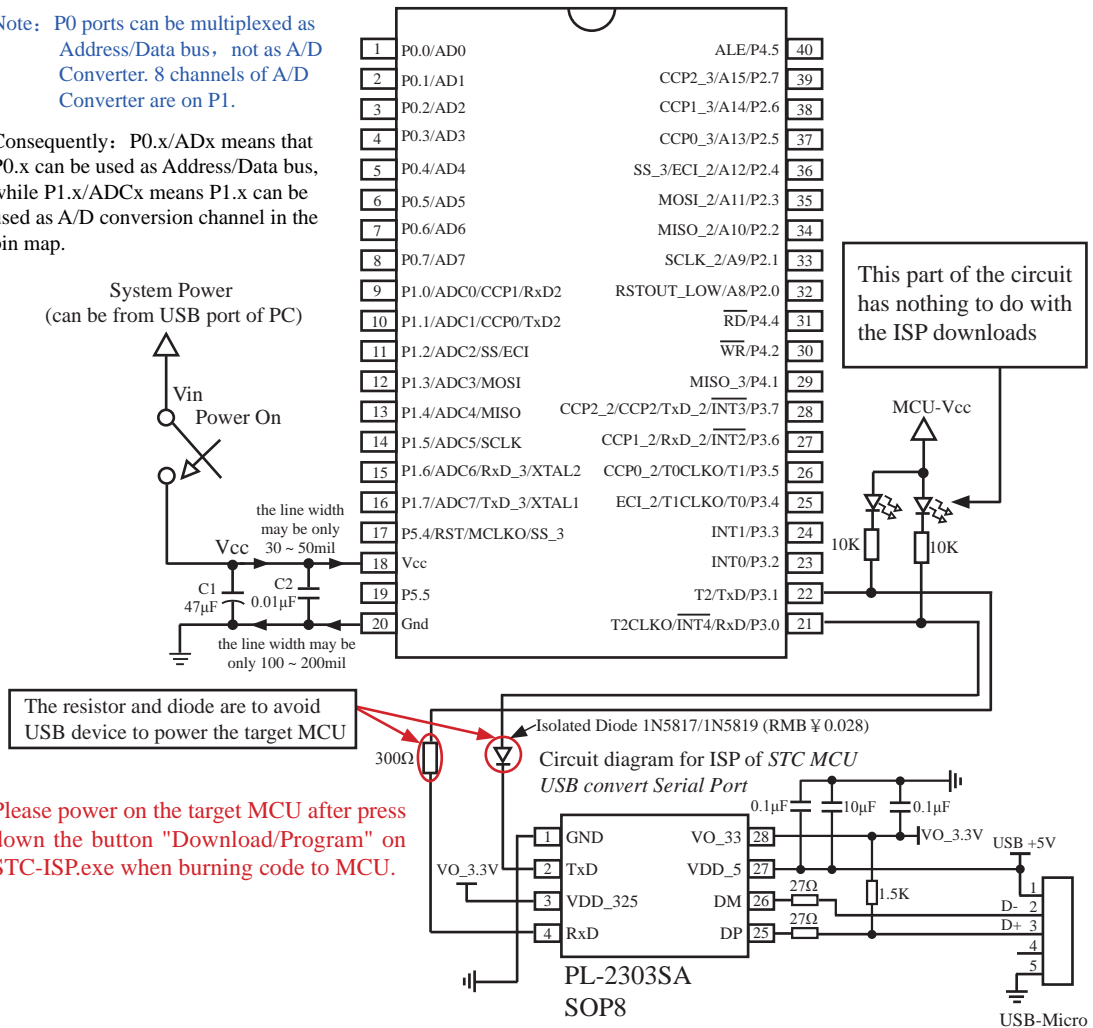 Note：P0 ports can be multiplexed as
Address/Data bus，not as A/D
Converter. 8 channels of A/D
Converter are on P1.
Consequently：P0.x/ADx means that
P0.x can be used as Address/Data bus,
while P1.x/ADCx means P1.x can be
used as A/D conversion channel in the
pin map.
System Power
(can be from USB port of PC)
Vin
Power On
the line width
may be only
30 ~ 50mil
Vcc
C1
47μF
C2
0.01μF
the line width may be
only 100 ~ 200mil
1 P0.0/AD0
2 P0.1/AD1
3 P0.2/AD2
4 P0.3/AD3
5 P0.4/AD4
6 P0.5/AD5
7 P0.6/AD6
8 P0.7/AD7
9 P1.0/ADC0/CCP1/RxD2
10 P1.1/ADC1/CCP0/TxD2
11 P1.2/ADC2/SS/ECI
12 P1.3/ADC3/MOSI
13 P1.4/ADC4/MISO
14 P1.5/ADC5/SCLK
15 P1.6/ADC6/RxD_3/XTAL2
16 P1.7/ADC7/TxD_3/XTAL1
17 P5.4/RST/MCLKO/SS_3
18 Vcc
19 P5.5
20 Gnd
ALE/P4.5 40
CCP2_3/A15/P2.7 39
CCP1_3/A14/P2.6 38
CCP0_3/A13/P2.5 37
SS_3/ECI_2/A12/P2.4 36
MOSI_2/A11/P2.3 35
MISO_2/A10/P2.2 34
SCLK_2/A9/P2.1 33
RSTOUT_LOW/A8/P2.0 32
RD/P4.4 31
WR/P4.2 30
MISO_3/P4.1 29
CCP2_2/CCP2/TxD_2/INT3/P3.7 28
CCP1_2/RxD_2/INT2/P3.6 27
CCP0_2/T0CLKO/T1/P3.5 26
ECI_2/T1CLKO/T0/P3.4 25
INT1/P3.3 24
INT0/P3.2 23
T2/TxD/P3.1 22
T2CLKO/INT4/RxD/P3.0 21
This part of the circuit
has nothing to do with
the ISP downloads
MCU-Vcc
10K
10K
The resistor and diode are to avoid
USB device to power the target MCU
300Ω
Isolated Diode 1N5817/1N5819 (RMB ¥ 0.028)
Circuit diagram for ISP of STC MCU
USB convert Serial Port
Please power on the target MCU after press
down the button "Download/Program" on
STC-ISP.exe when burning code to MCU.
VO_3.3V
1 GND
2 TxD
3 VDD_325
4 RxD
VO_33 28
VDD_5 27
DM 26
DP 25
PL-2303SA
SOP8
0.1μF
10μF
0.1μF
VO_3.3V
27Ω
27Ω
1.5K
USB +5V
1
D- 2
D+ 3
4
5
USB-Micro